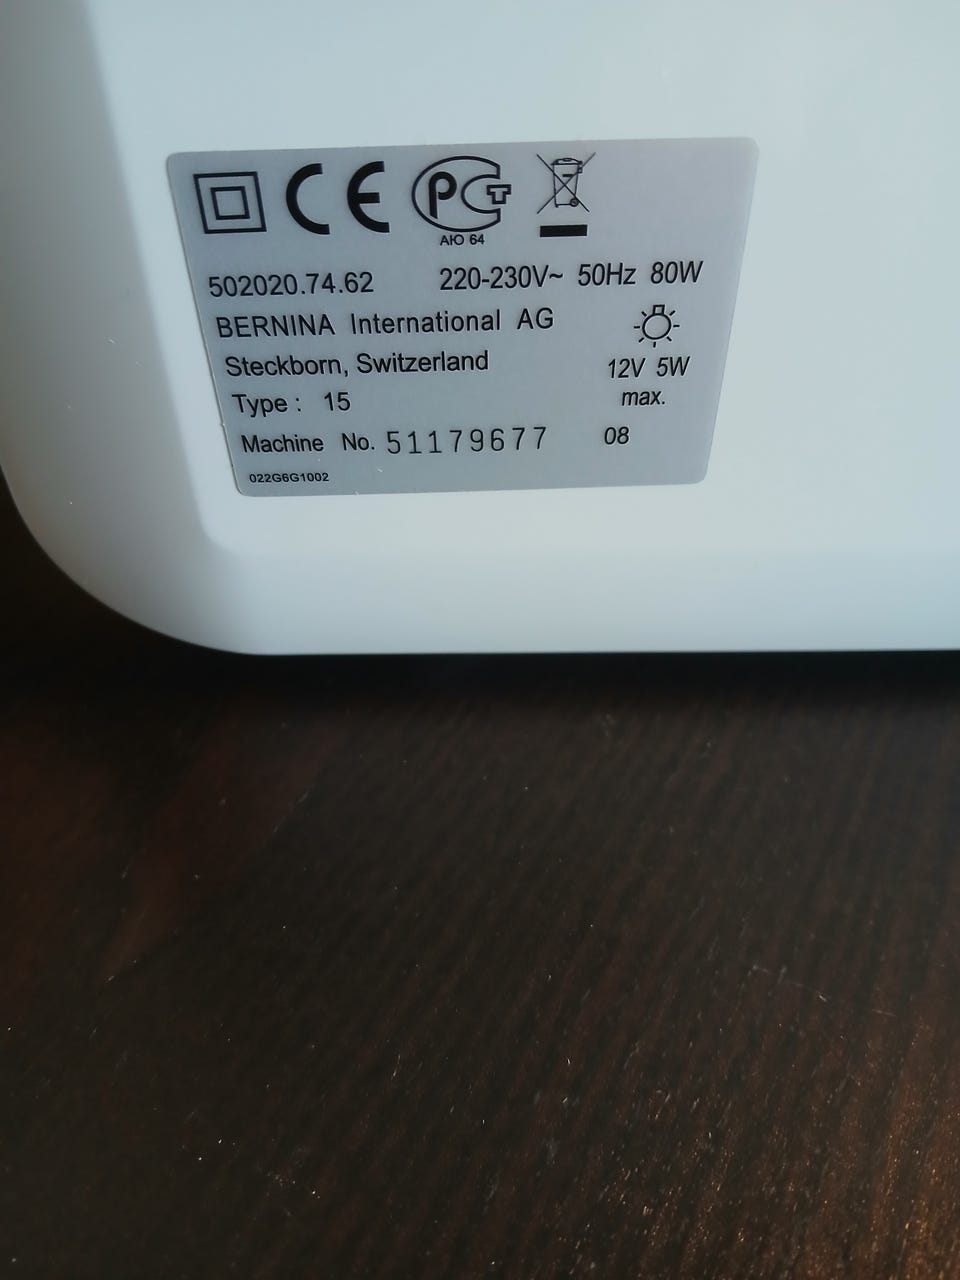 CE PCT
АЮ 64
502020.74.62 220-230V~ 50Hz 80W
BERNINA International AG
Steckborn, Switzerland 12V 5W
Type : 15 max.
Machine No. 51179677 08
022G6G1002